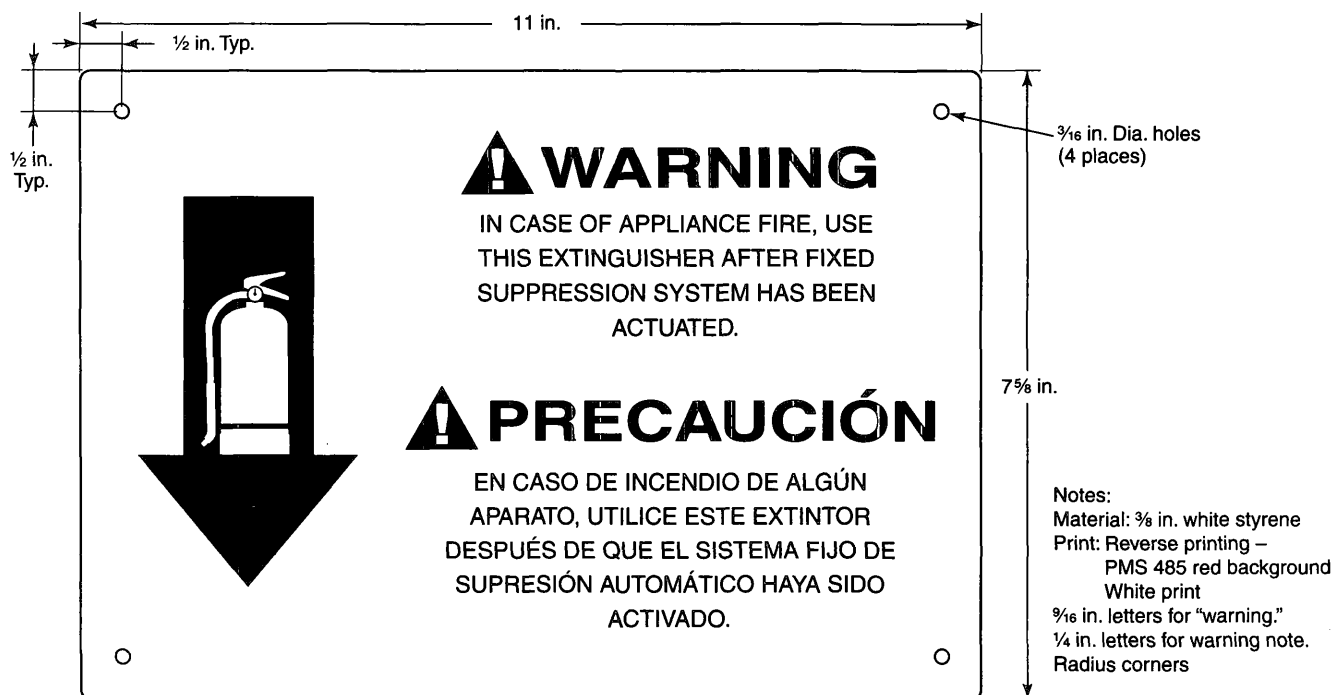 11 in.
½ in. Typ.
½ in.
Typ.
³⁄₁₆ in. Dia. holes
(4 places)
WARNING
IN CASE OF APPLIANCE FIRE, USE
THIS EXTINGUISHER AFTER FIXED
SUPPRESSION SYSTEM HAS BEEN
ACTUATED.
7⅝ in.
PRECAUCIÓN
EN CASO DE INCENDIO DE ALGÚN
APARATO, UTILICE ESTE EXTINTOR
DESPUÉS DE QUE EL SISTEMA FIJO DE
SUPRESIÓN AUTOMÁTICO HAYA SIDO
ACTIVADO.
Notes:
Material: ⅜ in. white styrene
Print: Reverse printing –
PMS 485 red background
White print
⁹⁄₁₆ in. letters for “warning.”
¼ in. letters for warning note.
Radius corners